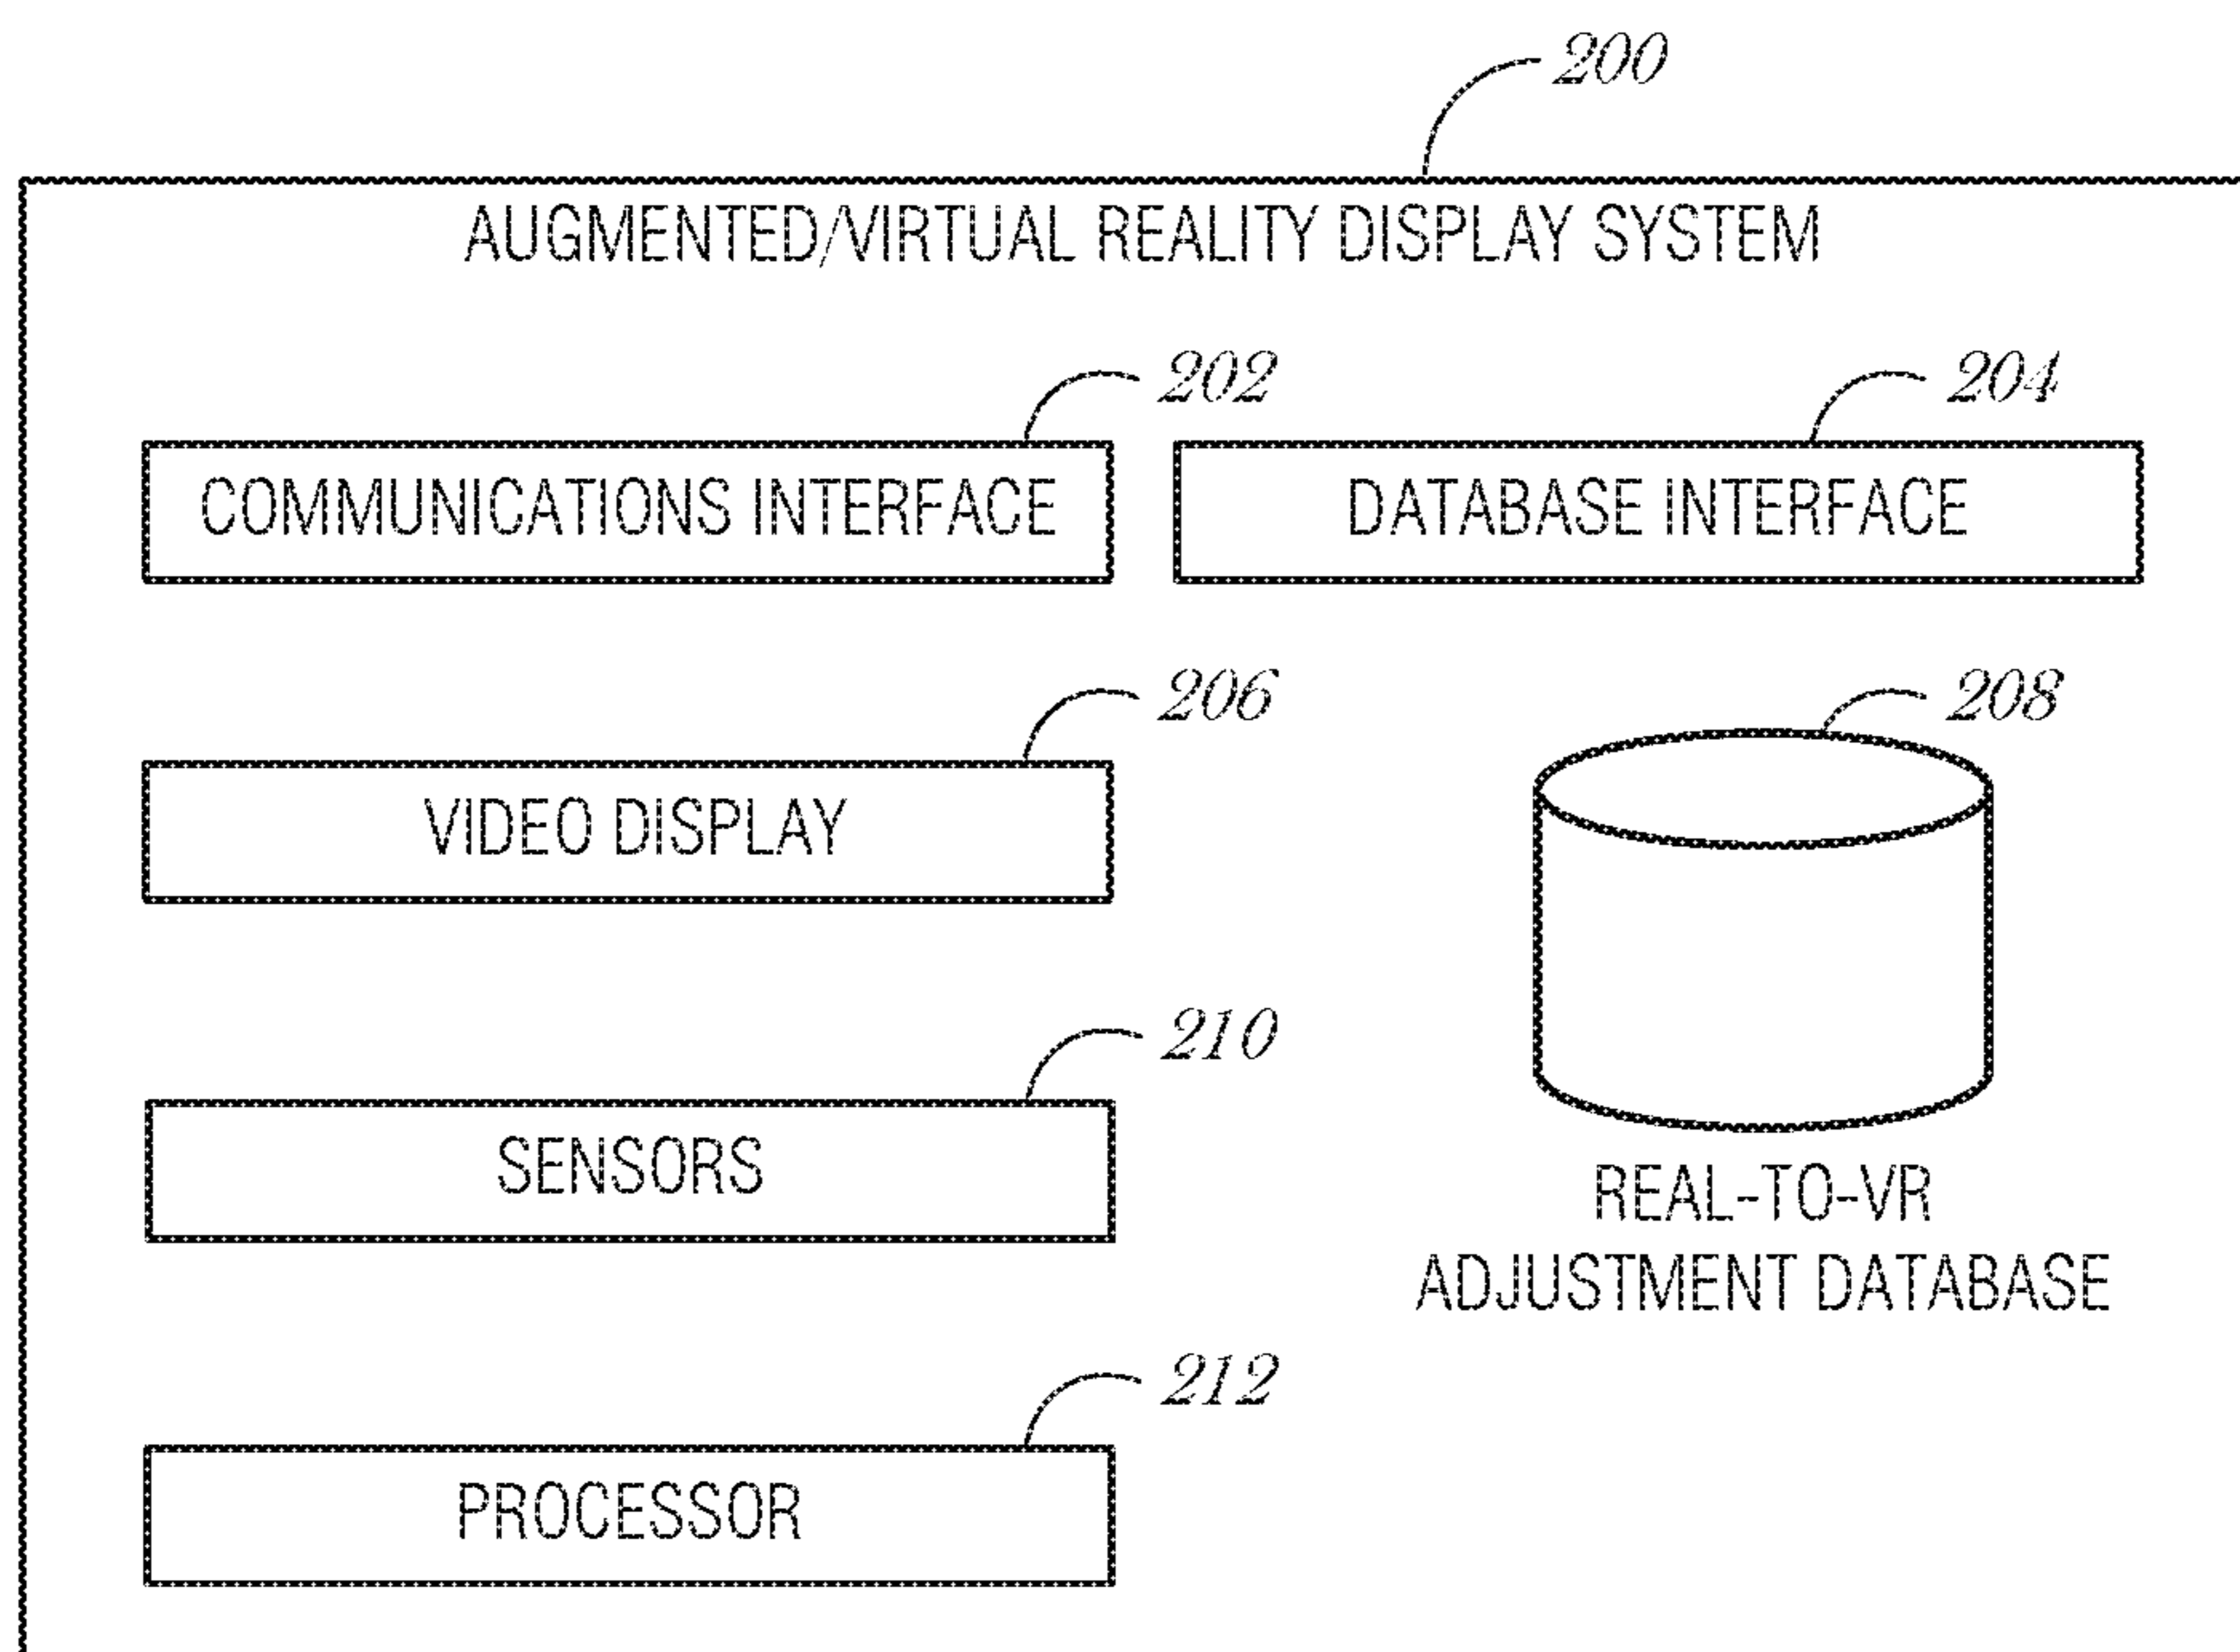 200
AUGMENTED/VIRTUAL REALITY DISPLAY SYSTEM
202
204
COMMUNICATIONS INTERFACE
DATABASE INTERFACE
206
208
VIDEO DISPLAY
210
SENSORS
REAL-TO-VR
ADJUSTMENT DATABASE
212
PROCESSOR